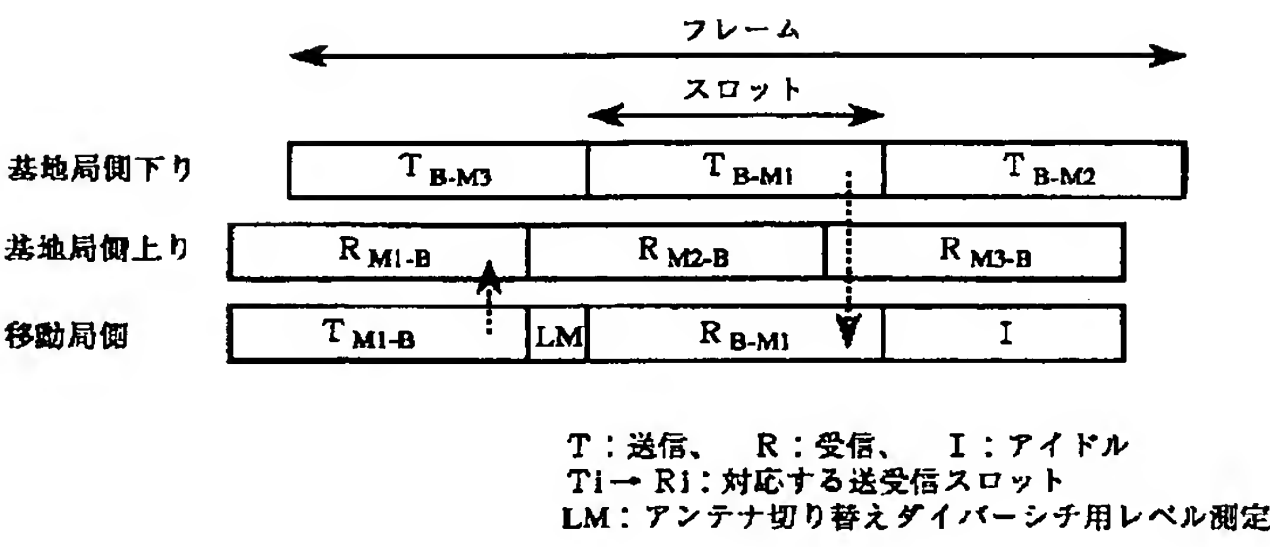 フレーム
スロット
基地局側下り T B-M3 T B-M1 T B-M2
基地局側上り R M1-B R M2-B R M3-B
移動局側 T M1-B LM R B-M1 I
T：送信、 R：受信、 I：アイドル
Ti→Ri：対応する送受信スロット
LM：アンテナ切り替えダイバーシチ用レベル測定